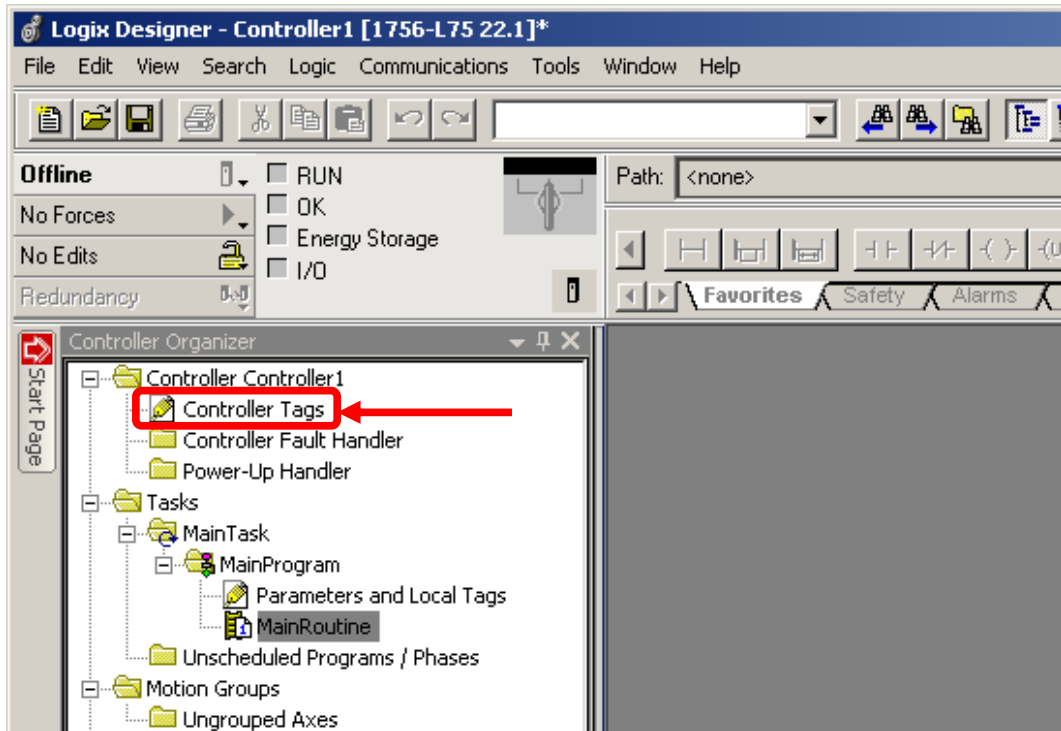 Logix Designer - Controller1 [1756-L75 22.1]*
File Edit View Search Logic Communications Tools Window Help
Offline
No Forces
No Edits
Redundancy
RUN
OK
Energy Storage
I/O
Path: <none>
Favorites Safety Alarms
Start Page
Controller Organizer
Controller Controller1
Controller Tags
Controller Fault Handler
Power-Up Handler
Tasks
MainTask
MainProgram
Parameters and Local Tags
MainRoutine
Unscheduled Programs / Phases
Motion Groups
Ungrouped Axes